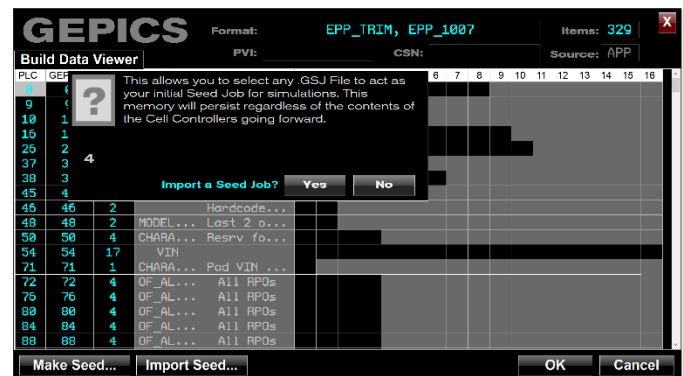 GEPICS
Format: EPP_TRIM, EPP_1007 Items: 329 X
PVI: CSN: Source: APP
Build Data Viewer
PLC 6 7 8 9 10 11 12 13 14 15 16
This allows you to select any .GSJ File to act as
your initial Seed Job for simulations. This
memory will persist regardless of the contents of
the Cell Controllers going forward.
?
4
Import a Seed Job? Yes No
9
10
15
26
37
38
45
46 46 2 Hardcode...
48 48 2 MODEL... Last 2 o...
50 50 4 CHARA... Resrv fo...
54 54 17 VIN
71 71 1 CHARA... Pad VIN ...
72 72 4 OF_AL... All RPOs
76 76 4 OF_AL... All RPOs
80 80 4 OF_AL... All RPOs
84 84 4 OF_AL... All RPOs
88 88 4 OF_AL... All RPOs
Make Seed... Import Seed... OK Cancel